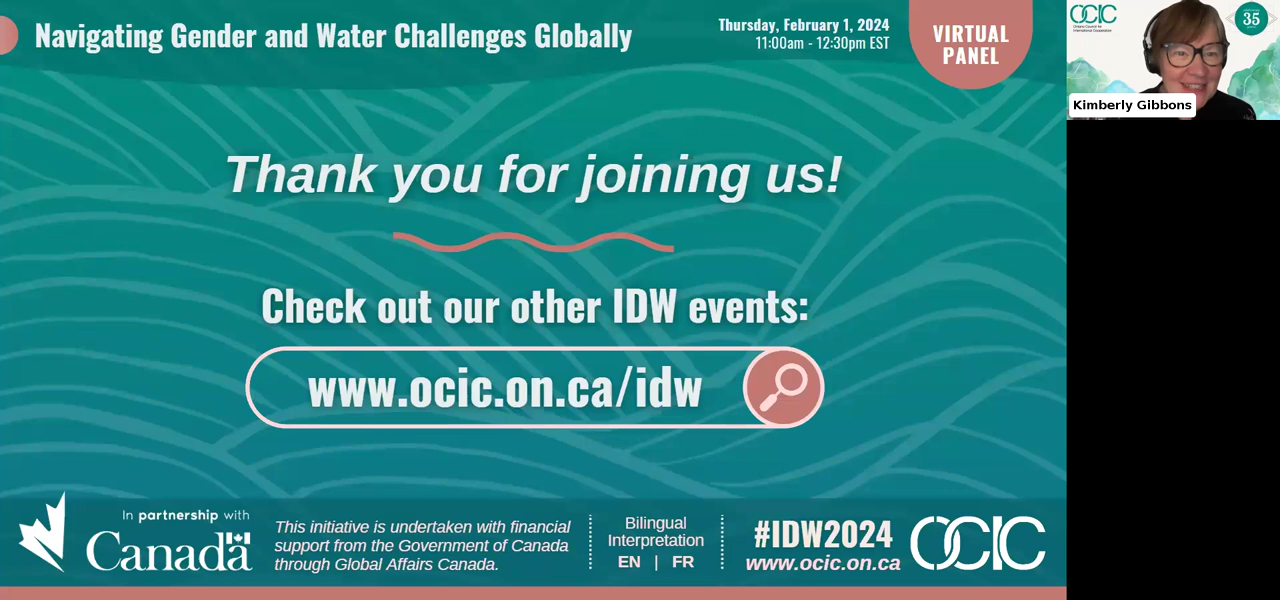 Navigating Gender and Water Challenges Globally
Thursday, February 1, 2024
11:00am - 12:30pm EST
VIRTUAL
PANEL
OCIC
35
Kimberly Gibbons
Thank you for joining us!
Check out our other IDW events:
www.ocic.on.ca/idw
In partnership with
Canada
This initiative is undertaken with financial
support from the Government of Canada
through Global Affairs Canada.
Bilingual
Interpretation
EN | FR
#IDW2024
www.ocic.on.ca
OCIC